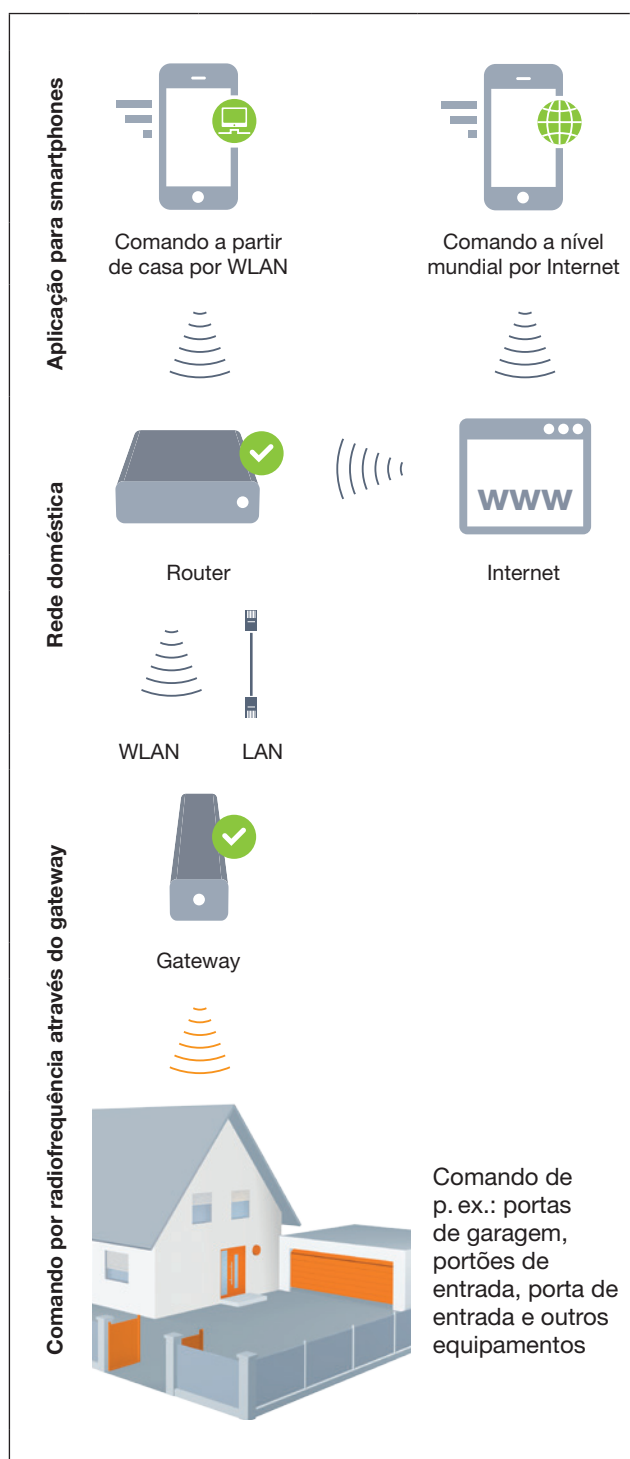 Aplicação para smartphones
Comando a partir
de casa por WLAN
Comando a nível
mundial por Internet
Rede doméstica
www
Router
Internet
WLAN
LAN
Comando por radiofrequência através do gateway
Gateway
Comando de
p. ex.: portas
de garagem,
portões de
entrada, porta de
entrada e outros
equipamentos